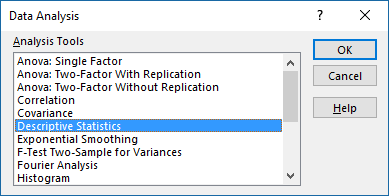 Data Analysis
?
Analysis Tools
Anova: Single Factor
Anova: Two-Factor With Replication
Anova: Two-Factor Without Replication
Correlation
Covariance
Descriptive Statistics
Exponential Smoothing
F-Test Two-Sample for Variances
Fourier Analysis
Histogram
OK
Cancel
Help